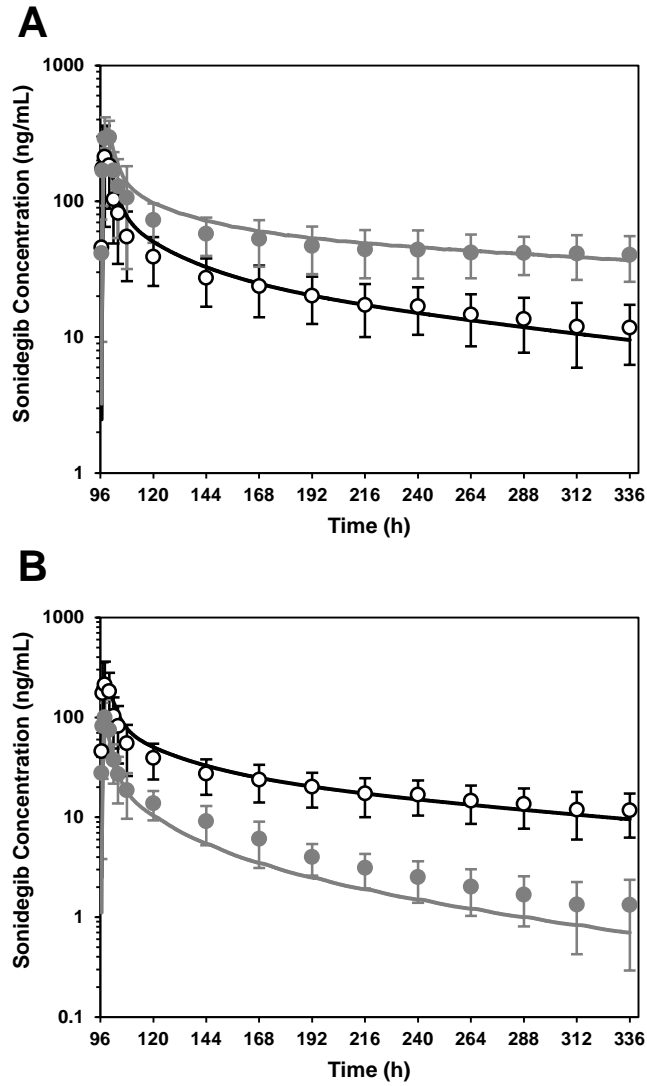 A
1000
100
10
1
Sonidegib Concentration (ng/mL)
96 120 144 168 192 216 240 264 288 312 336
Time (h)
B
1000
100
10
1
0.1
Sonidegib Concentration (ng/mL)
96 120 144 168 192 216 240 264 288 312 336
Time (h)